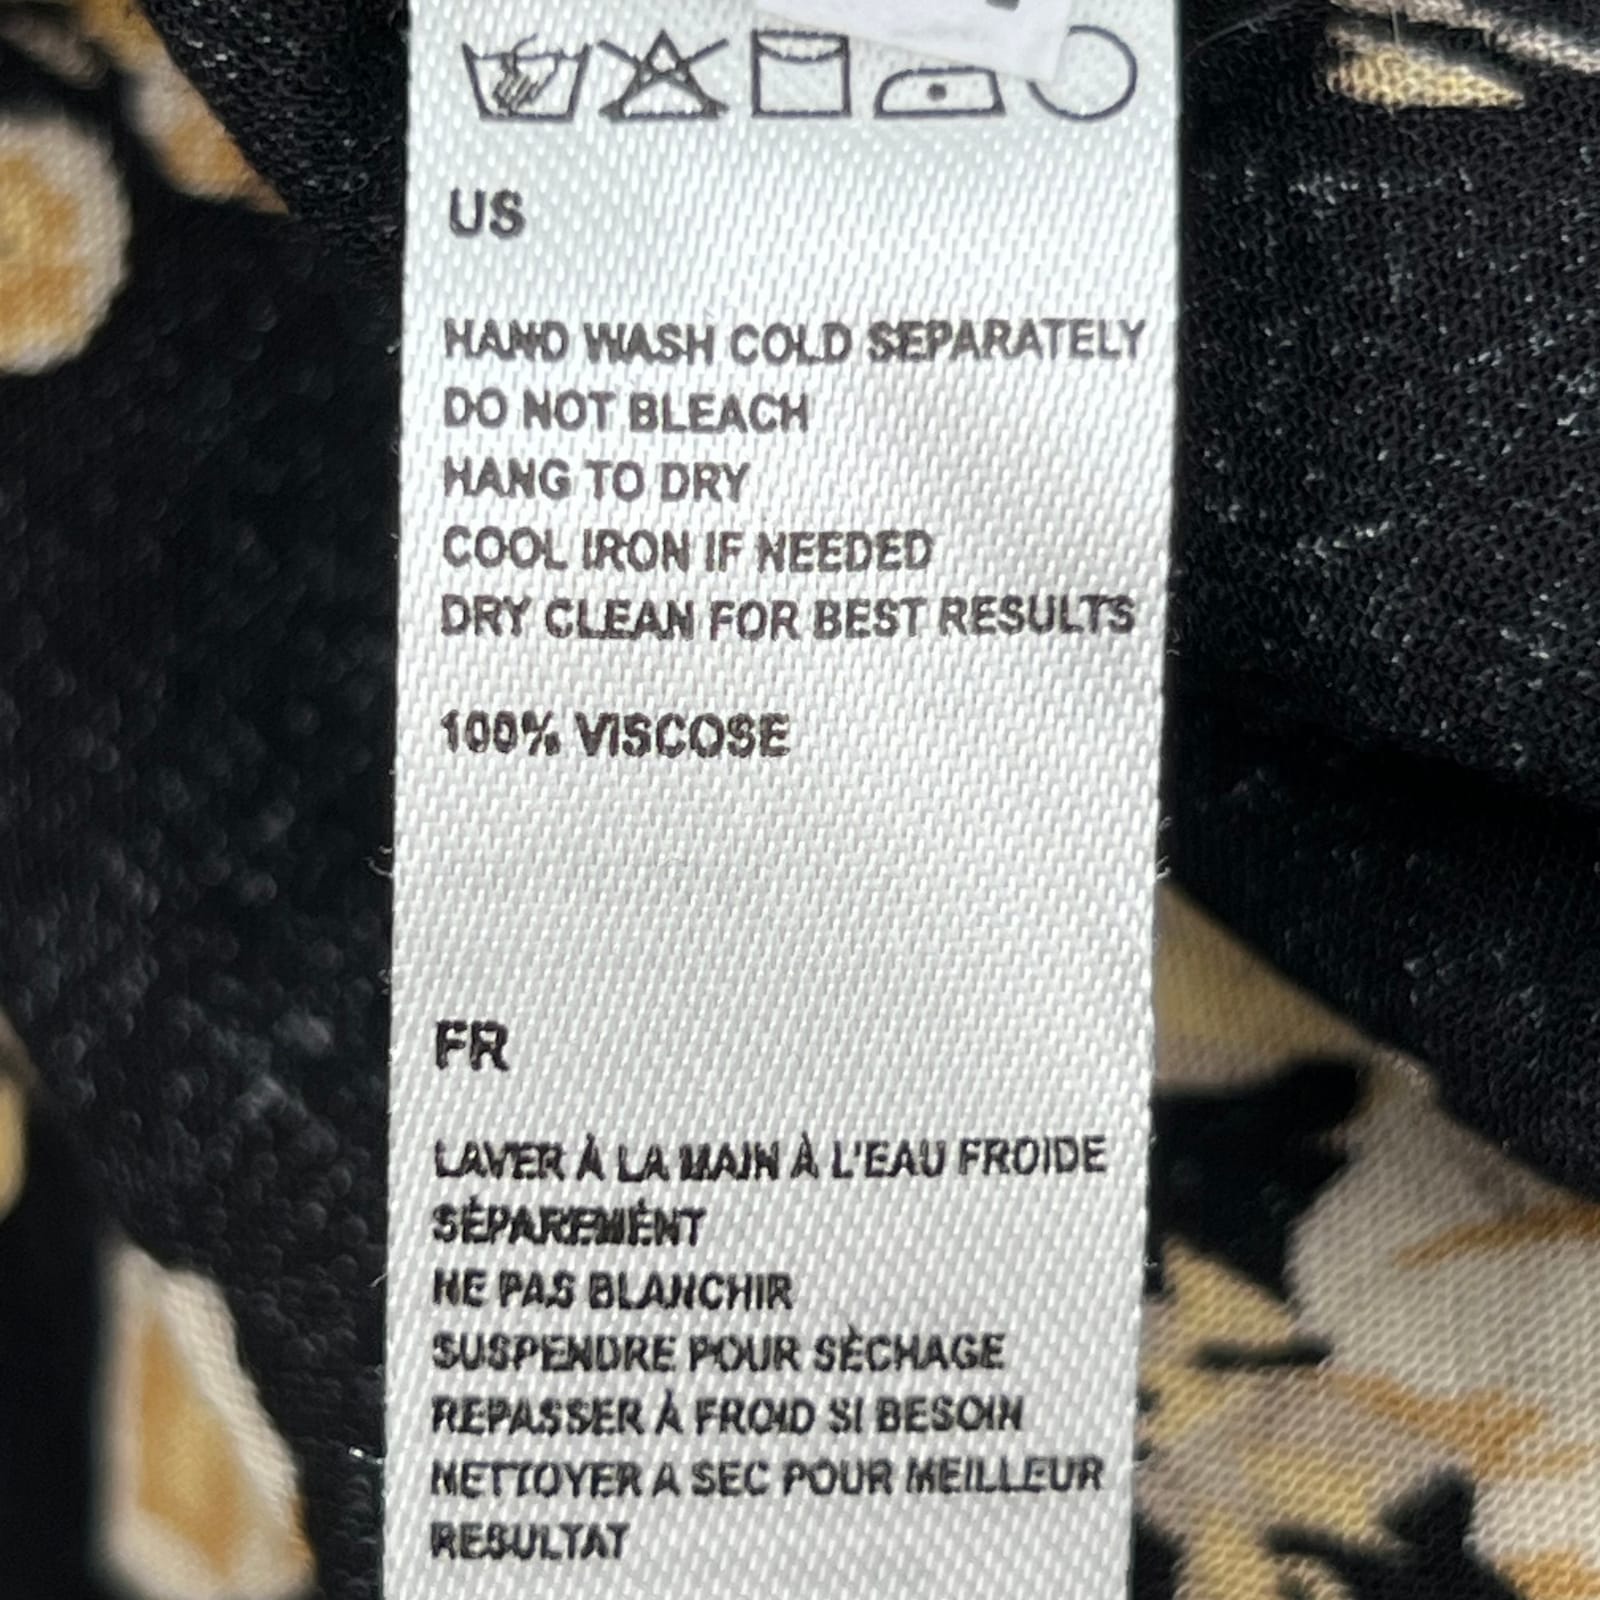 US
HAND WASH COLD SEPARATELY
DO NOT BLEACH
HANG TO DRY
COOL IRON IF NEEDED
DRY CLEAN FOR BEST RESULTS
100% VISCOSE
FR
LAVER À LA MAIN À L'EAU FROIDE
SÉPAREMÉNT
NE PAS BLANCHIR
SUSPENDRE POUR SÈCHAGE
REPASSER À FROID SI BESOIN
NETTOYER A SEC POUR MEILLEUR
RESULTAT